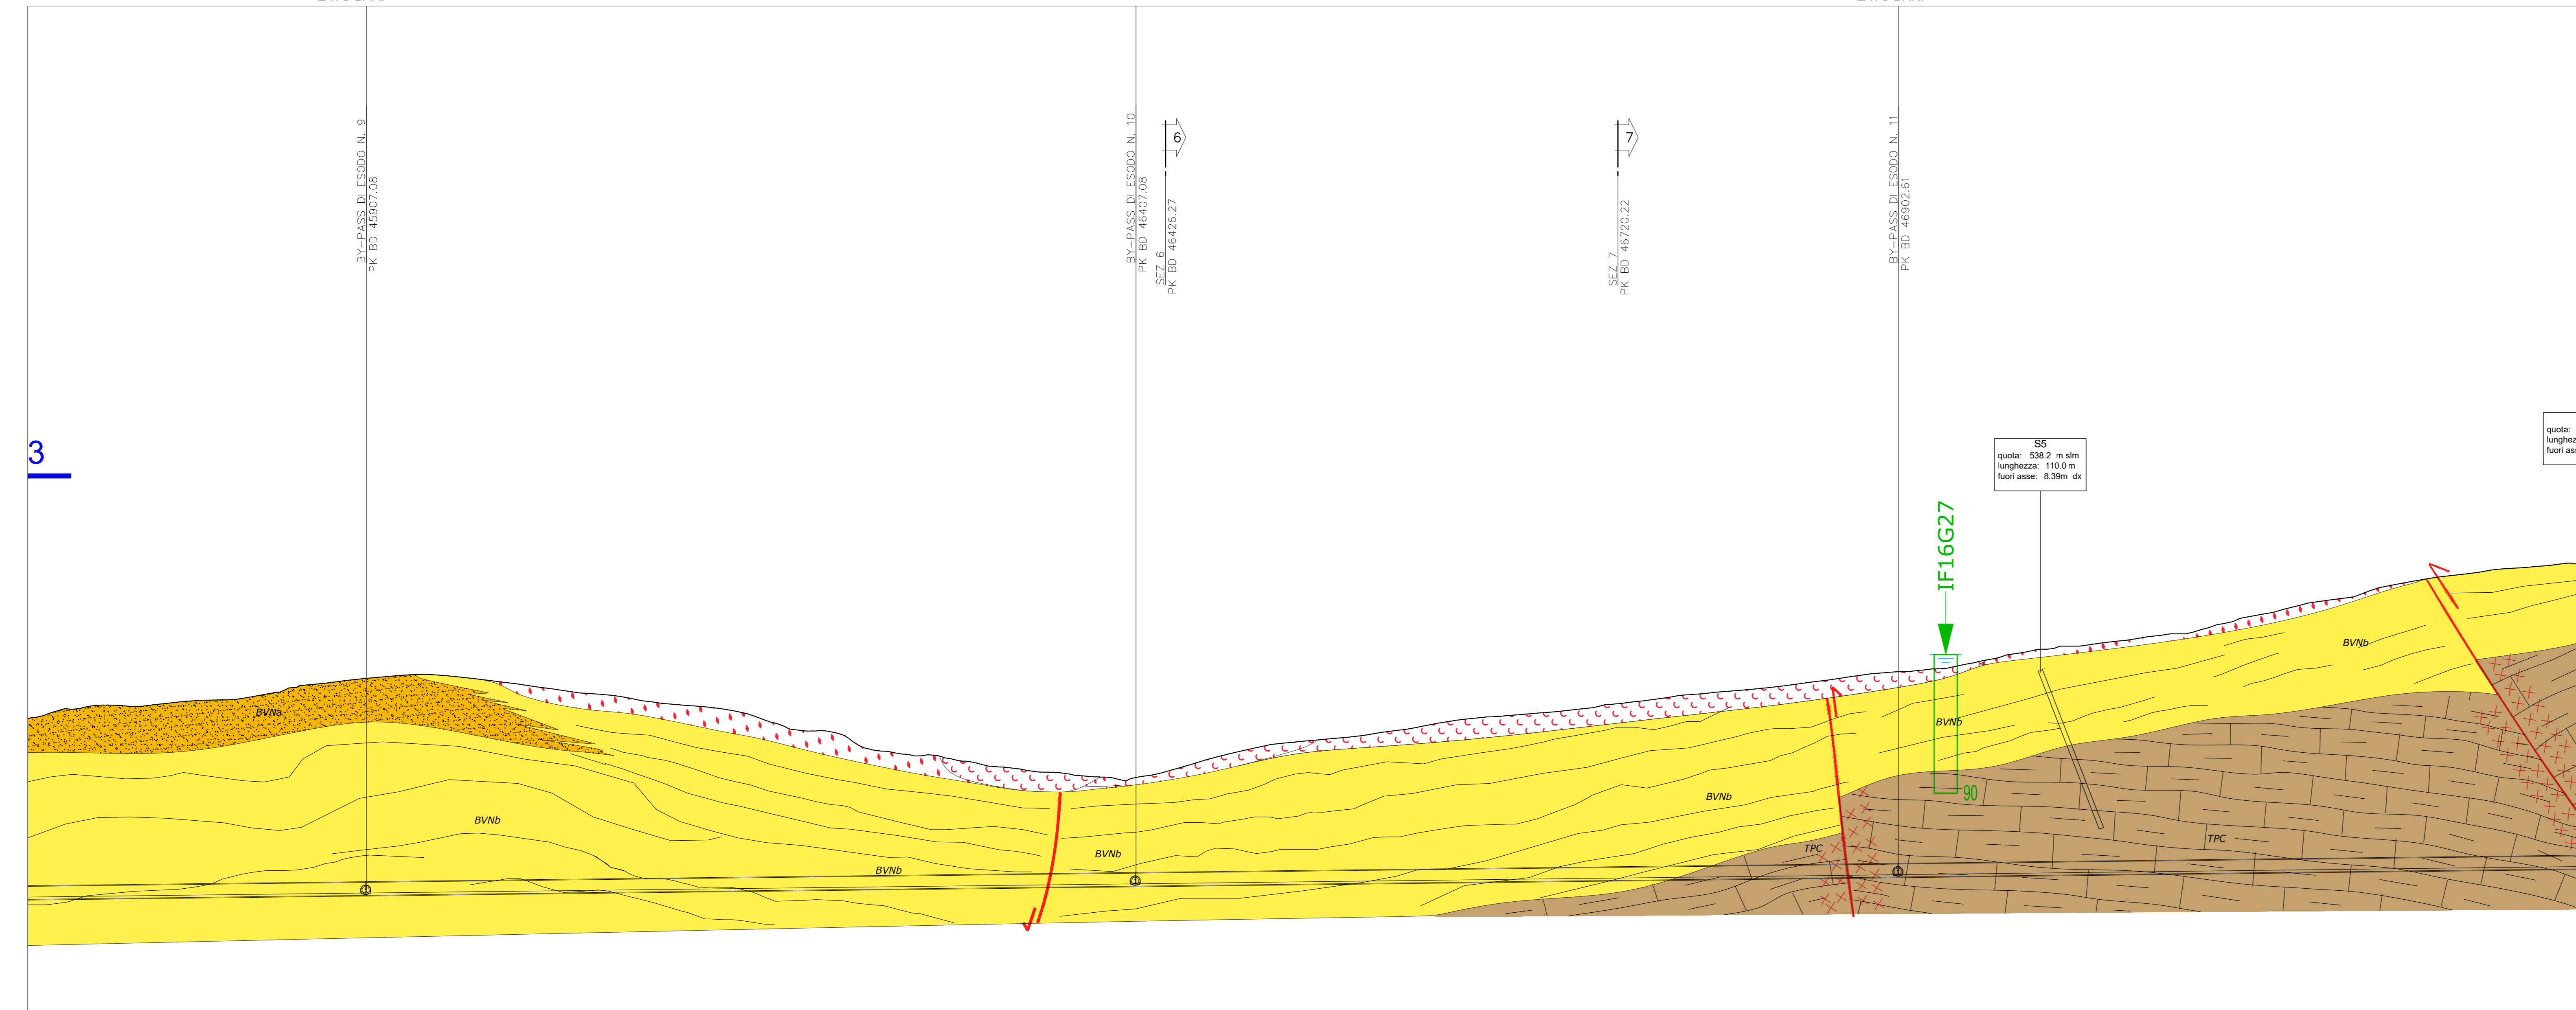 BY-PASS DI ESODO N. 9
PK BD 45907.08
BY-PASS DI ESODO N. 10
PK BD 46407.08
6
SEZ 6
PK BD 46426.27
7
SEZ 7
PK BD 46720.22
BY-PASS DI ESODO N. 11
PK BD 46902.61
3
S5
quota: 538.2 m slm
lunghezza: 110.0 m
fuori asse: 8.39m dx
quota:
IF16G27
BVNa
BVNb
BVNb
BVNb
BVNb
BVNb
BVNb
90
TPC
TPC